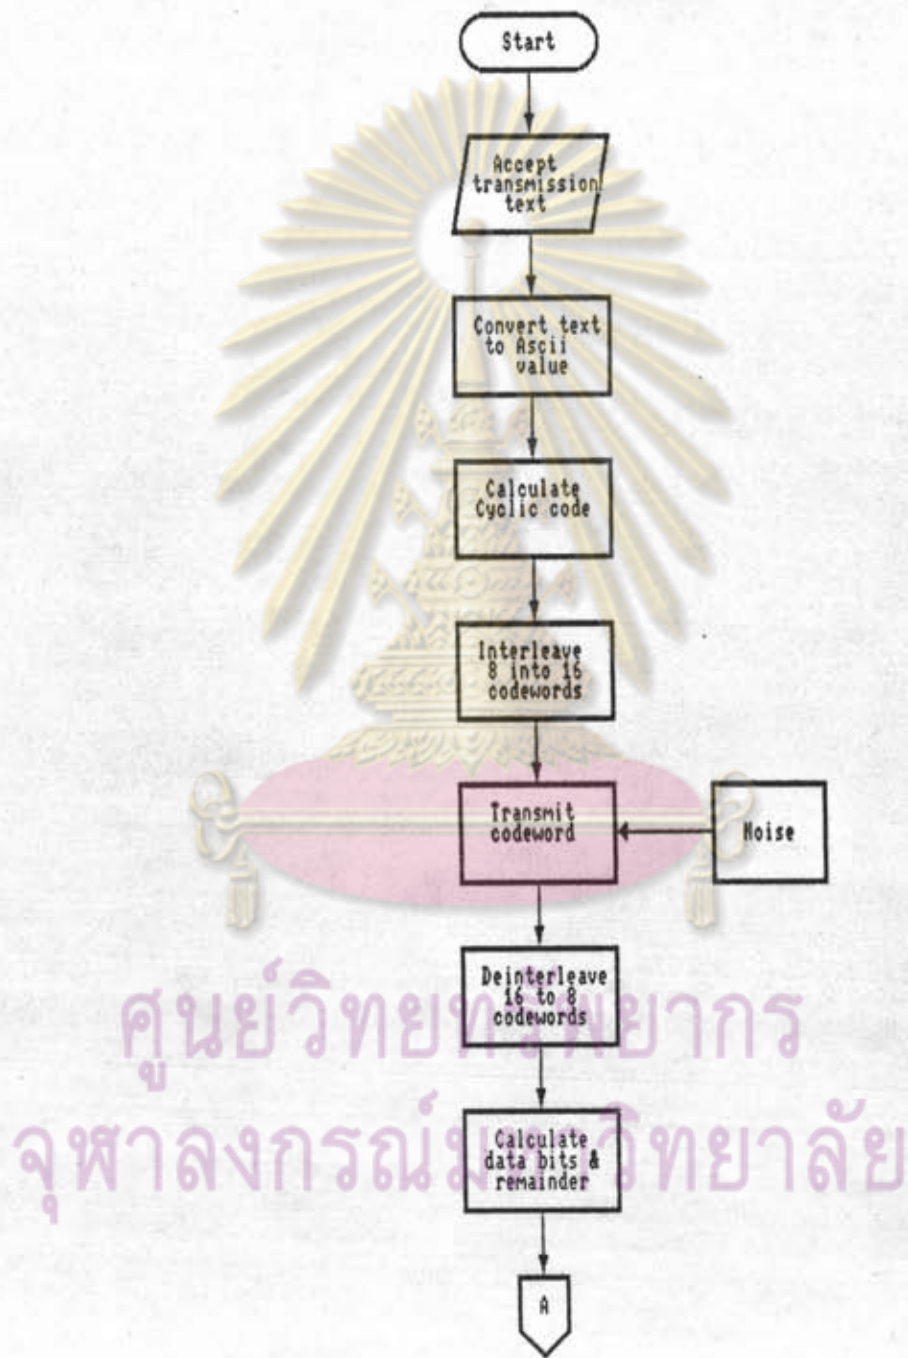 Start
Accept
transmission
text
Convert text
to Ascii
value
Calculate
Cyclic code
Interleave
8 into 16
codewords
Transmit
codeword
Noise
Deinterleave
16 to 8
codewords
ศูนย์วิทยทรัพยากร
Calculate
data bits &
remainder
จุฬาลงกรณ์มหาวิทยาลัย
A